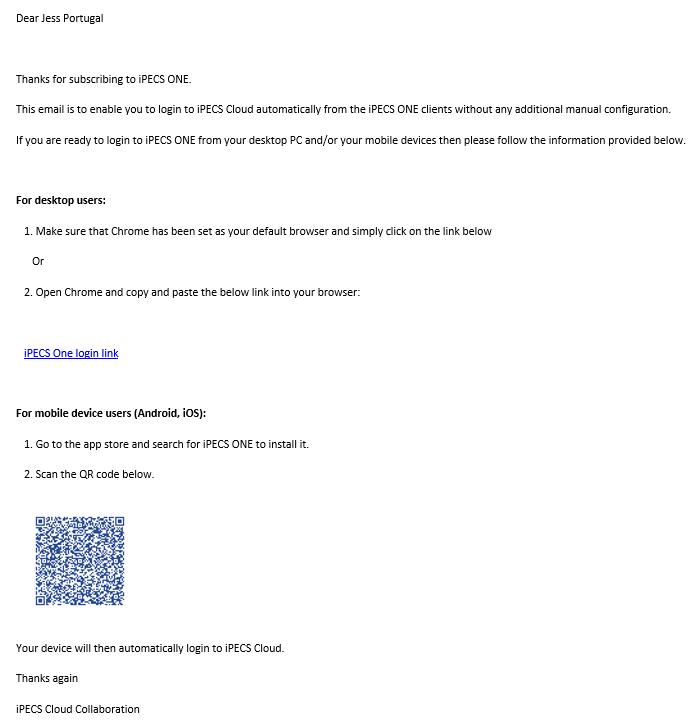 Dear Jess Portugal
Thanks for subscribing to iPECS ONE.
This email is to enable you to login to iPECS Cloud automatically from the iPECS ONE clients without any additional manual configuration.
If you are ready to login to iPECS ONE from your desktop PC and/or your mobile devices then please follow the information provided below.
For desktop users:
1. Make sure that Chrome has been set as your default browser and simply click on the link below
Or
2. Open Chrome and copy and paste the below link into your browser:
iPECS One login link
For mobile device users (Android, iOS):
1. Go to the app store and search for iPECS ONE to install it.
2. Scan the QR code below.
Your device will then automatically login to iPECS Cloud.
Thanks again
iPECS Cloud Collaboration